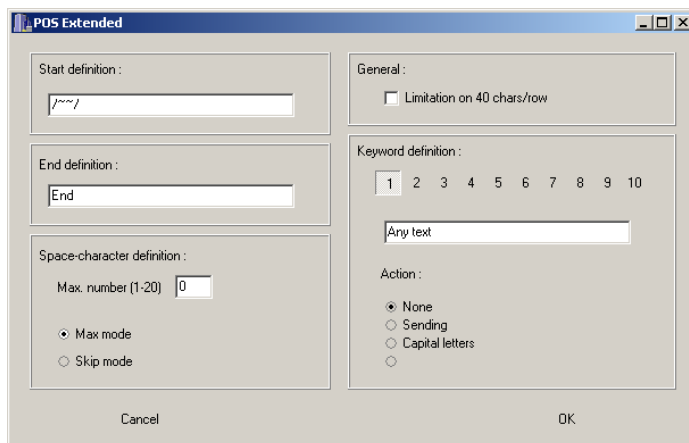 POS Extended
Start definition :
/~~/
End definition :
End
Space-character definition :
Max. number (1-20) 0
Max mode
Skip mode
General :
Limitation on 40 chars/row
Keyword definition :
1 2 3 4 5 6 7 8 9 10
Any text
Action :
None
Sending
Capital letters
Cancel
OK